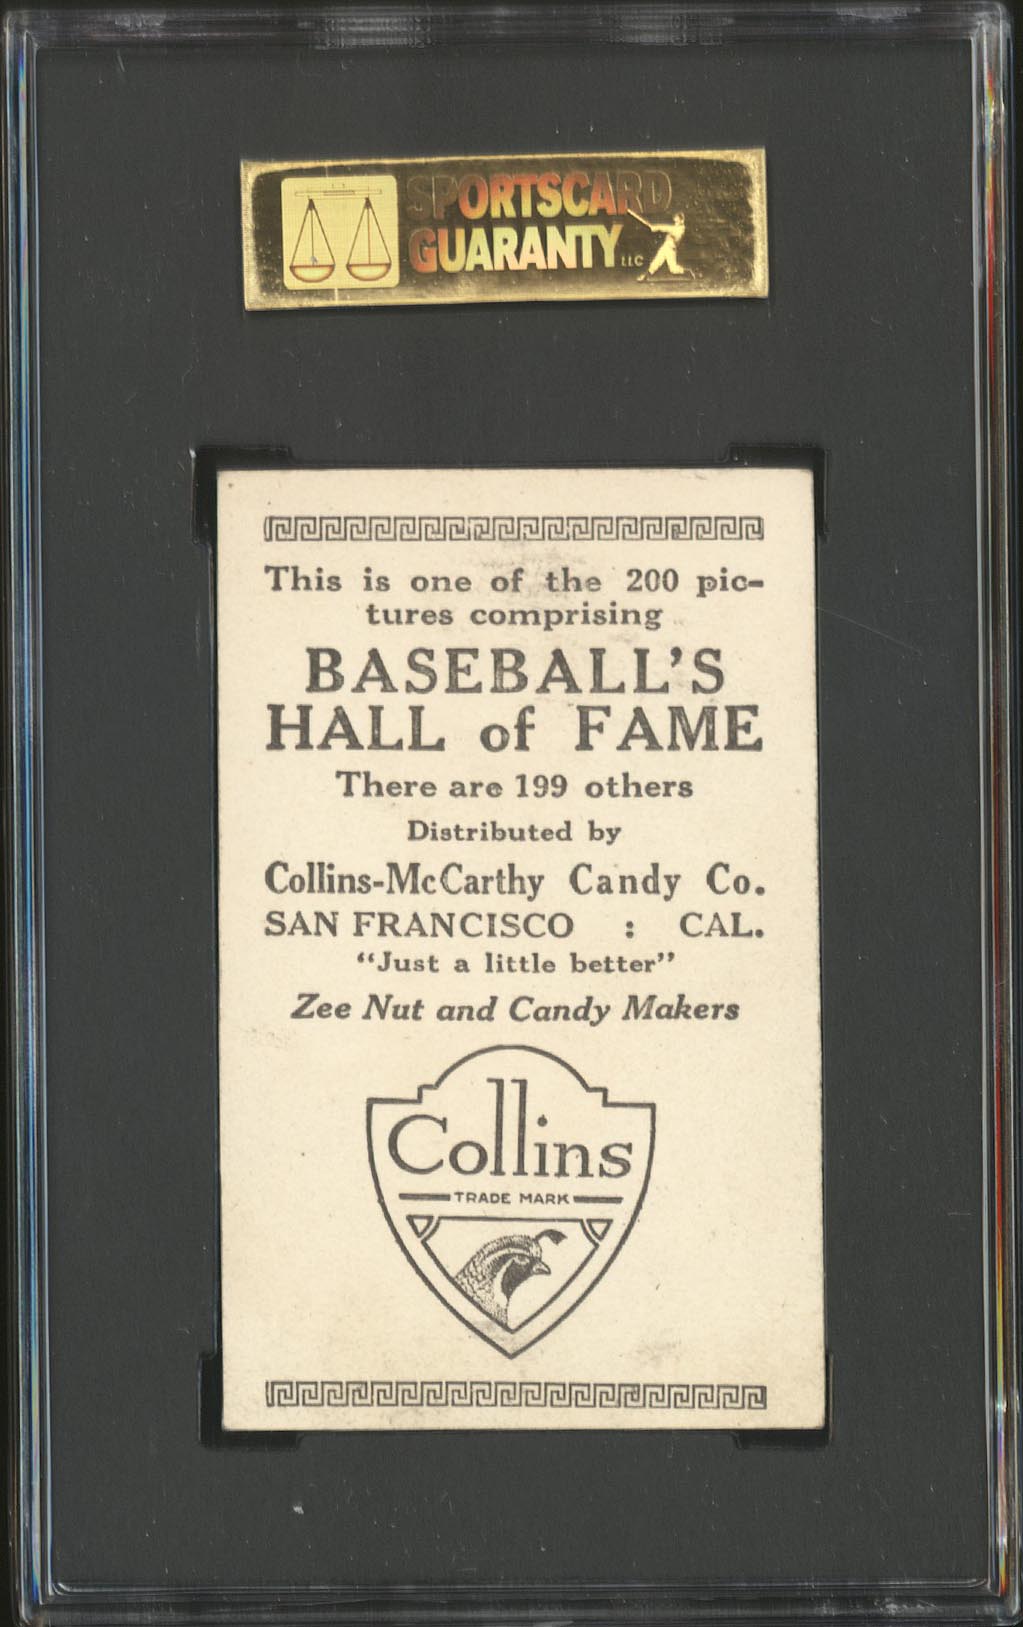 SPORTSCARD
GUARANTY LLC
This is one of the 200 pic-
tures comprising
BASEBALL'S
HALL of FAME
There are 199 others
Distributed by
Collins-McCarthy Candy Co.
SAN FRANCISCO : CAL.
"Just a little better"
Zee Nut and Candy Makers
Collins
TRADE MARK